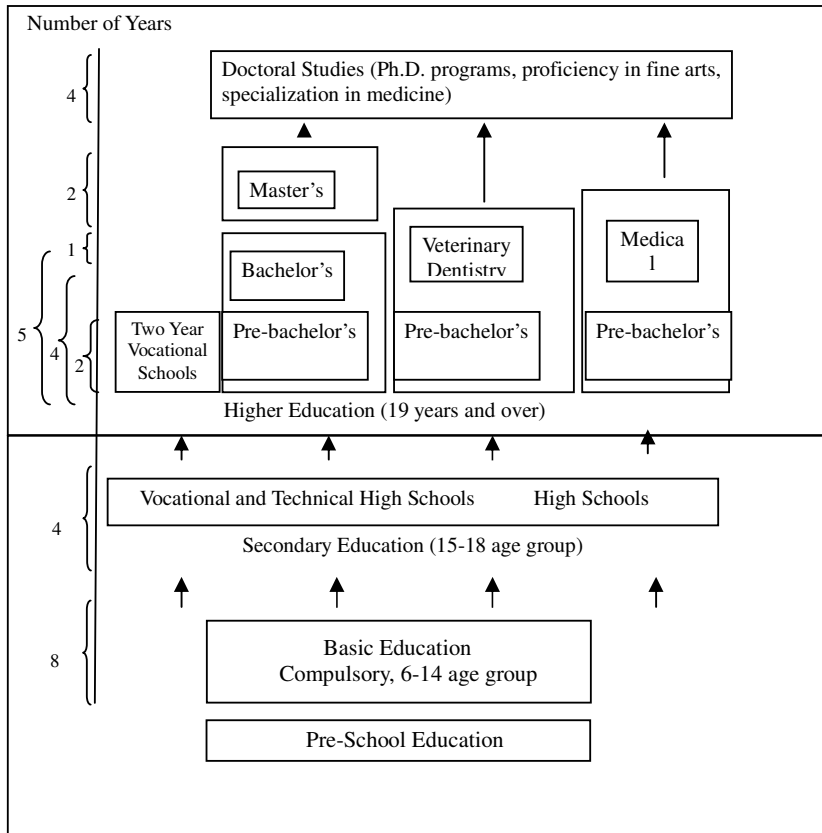 Number of Years
4
Doctoral Studies (Ph.D. programs, proficiency in fine arts,
specialization in medicine)
2
Master's
1
Bachelor's
Veterinary
Dentistry
Medica
l
5
4
2
Two Year
Vocational
Schools
Pre-bachelor's
Pre-bachelor's
Pre-bachelor's
Higher Education (19 years and over)
4
Vocational and Technical High Schools High Schools
Secondary Education (15-18 age group)
8
Basic Education
Compulsory, 6-14 age group
Pre-School Education